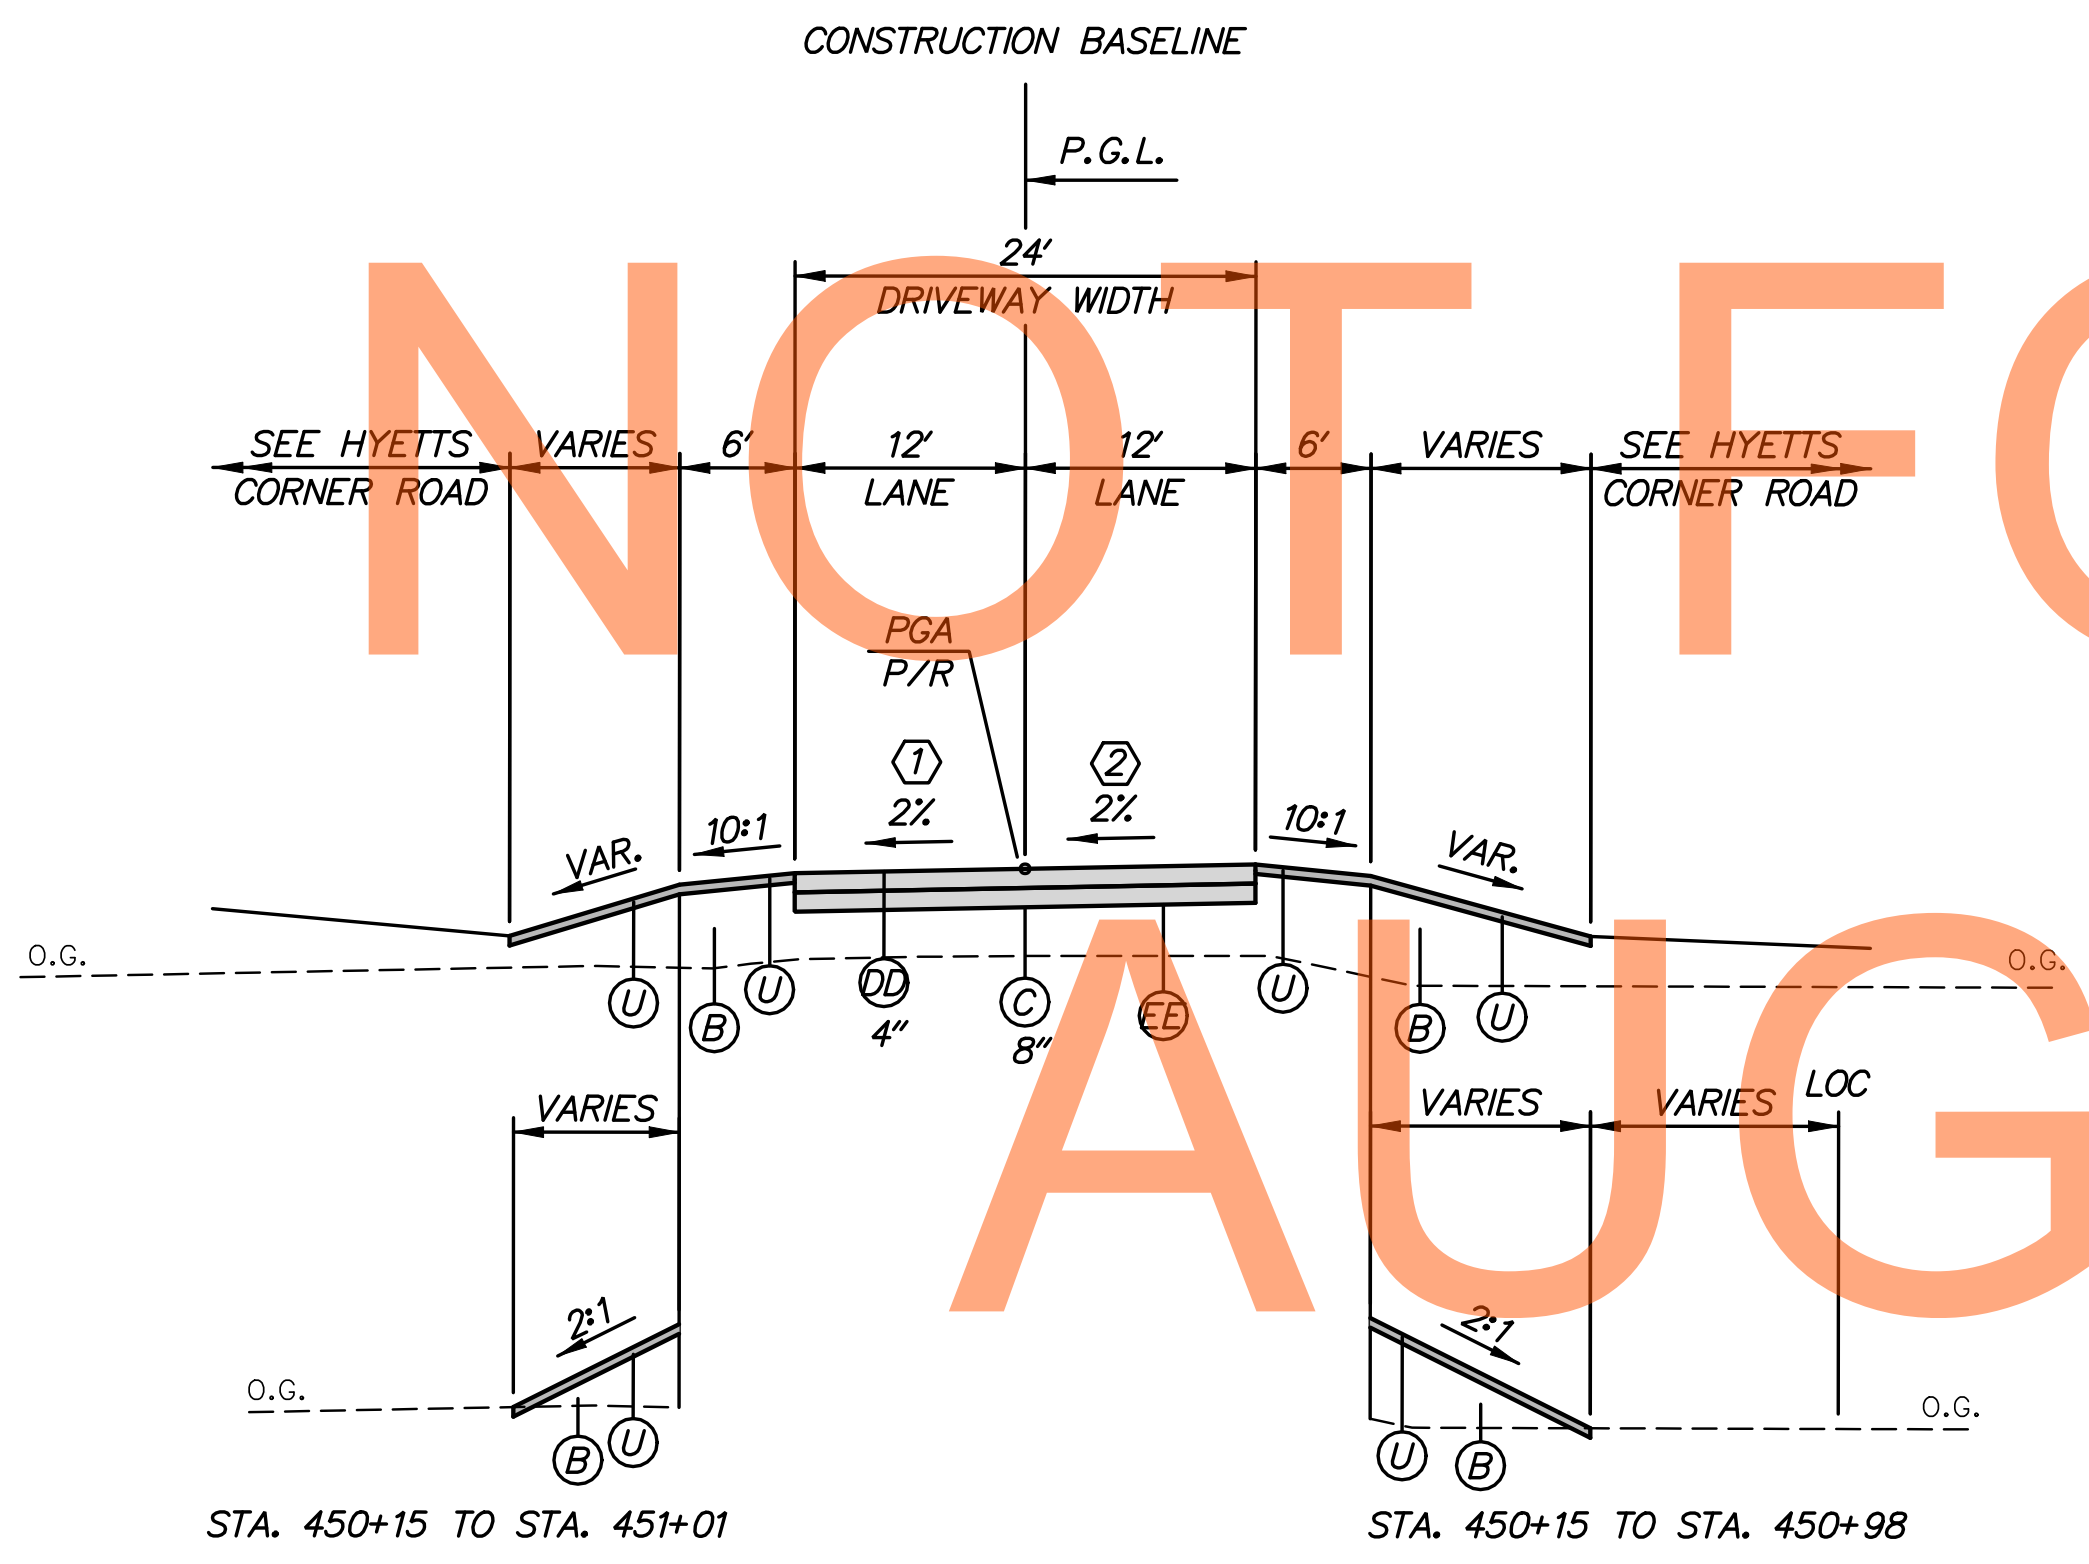 CONSTRUCTION BASELINE
P.G.L.
24'
DRIVEWAY WIDTH
SEE HYETTS
CORNER ROAD
VARIES
6'
12'
LANE
12'
LANE
6'
VARIES
SEE HYETTS
CORNER ROAD
NOT FO
PGA
P/R
1
2%
2
2%
VAR.
10:1
10:1
VAR.
O.G.
O.G.
U
B
U
DD
4"
C
8"
EE
U
B
U
AUG
VARIES
VARIES
VARIES
LOC
2:1
2:1
O.G.
O.G.
B
U
U
B
STA. 450+15 TO STA. 451+01
STA. 450+15 TO STA. 450+98